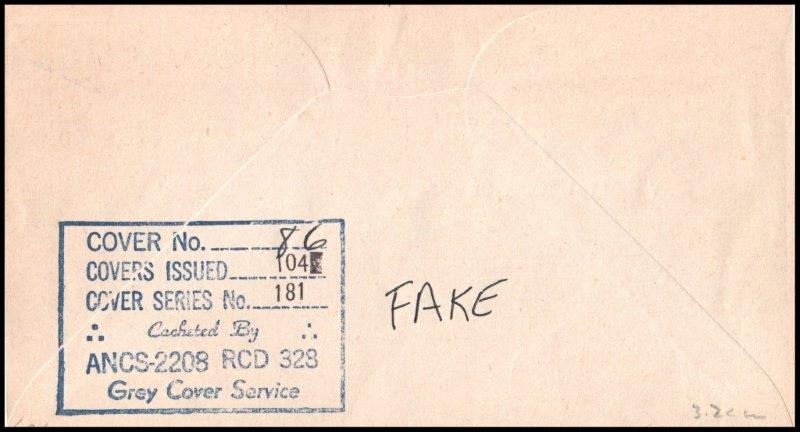 COVER No. 86
COVERS ISSUED 104
COVER SERIES No. 181
Cacheted By
ANCS-2208 RCD 328
Grey Cover Service
FAKE
3.2cm